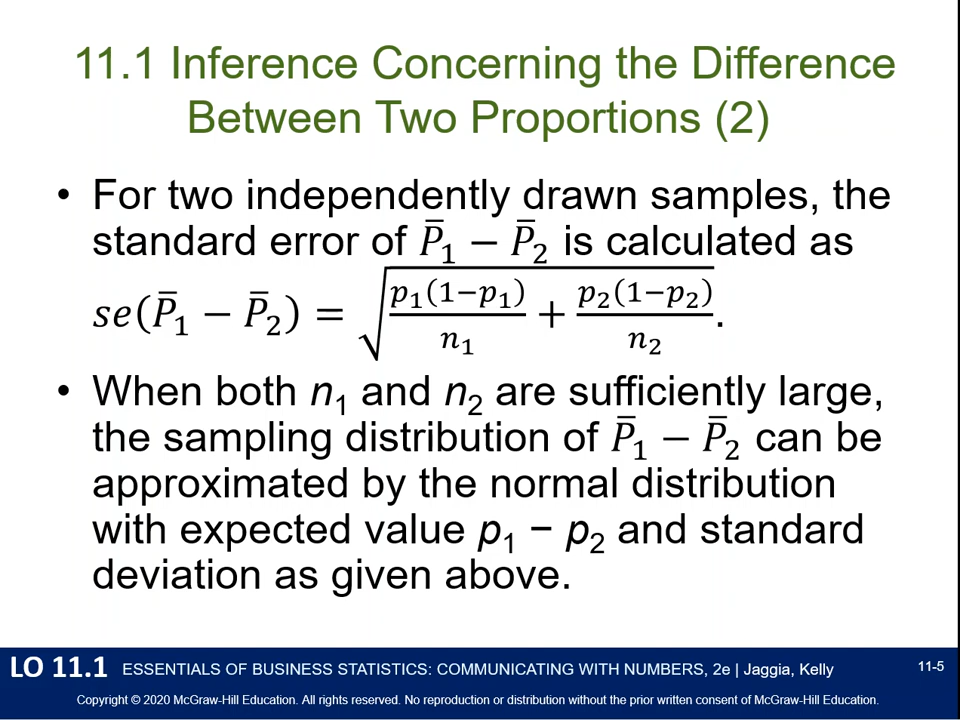 11.1 Inference Concerning the Difference
Between Two Proportions (2)
• For two independently drawn samples, the
standard error of P̄₁ − P̄₂ is calculated as
se(P̄₁ − P̄₂) = √(p₁(1−p₁)/n₁ + p₂(1−p₂)/n₂).
• When both n₁ and n₂ are sufficiently large,
the sampling distribution of P̄₁ − P̄₂ can be
approximated by the normal distribution
with expected value p₁ − p₂ and standard
deviation as given above.
LO 11.1 ESSENTIALS OF BUSINESS STATISTICS: COMMUNICATING WITH NUMBERS, 2e | Jaggia, Kelly 11-5
Copyright © 2020 McGraw-Hill Education. All rights reserved. No reproduction or distribution without the prior written consent of McGraw-Hill Education.